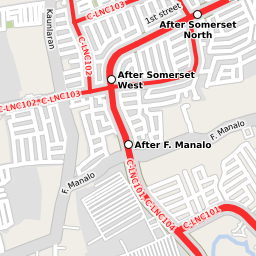 Kauniaran
C-LNC103
1st street
After Somerset
North
C-LNC102
After Somerset
West
C-LNC102
C-LNC103
F. Manalo
After F. Manalo
F. Manalo
C-LNC101
C-LNC104
C-LNC101